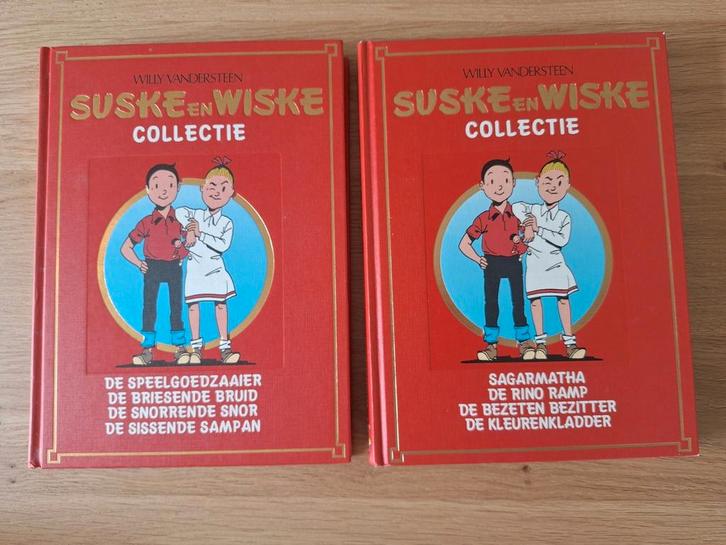 WILLY VANDERSTEEN
SUSKE EN WISKE
COLLECTIE
DE SPEELGOEDZAAIER
DE BRIESENDE BRUID
DE SNORRENDE SNOR
DE SISSENDE SAMPAN
WILLY VANDERSTEEN
SUSKE EN WISKE
COLLECTIE
SAGARMATHA
DE RINO RAMP
DE BEZETEN BEZITTER
DE KLEURENKLADDER